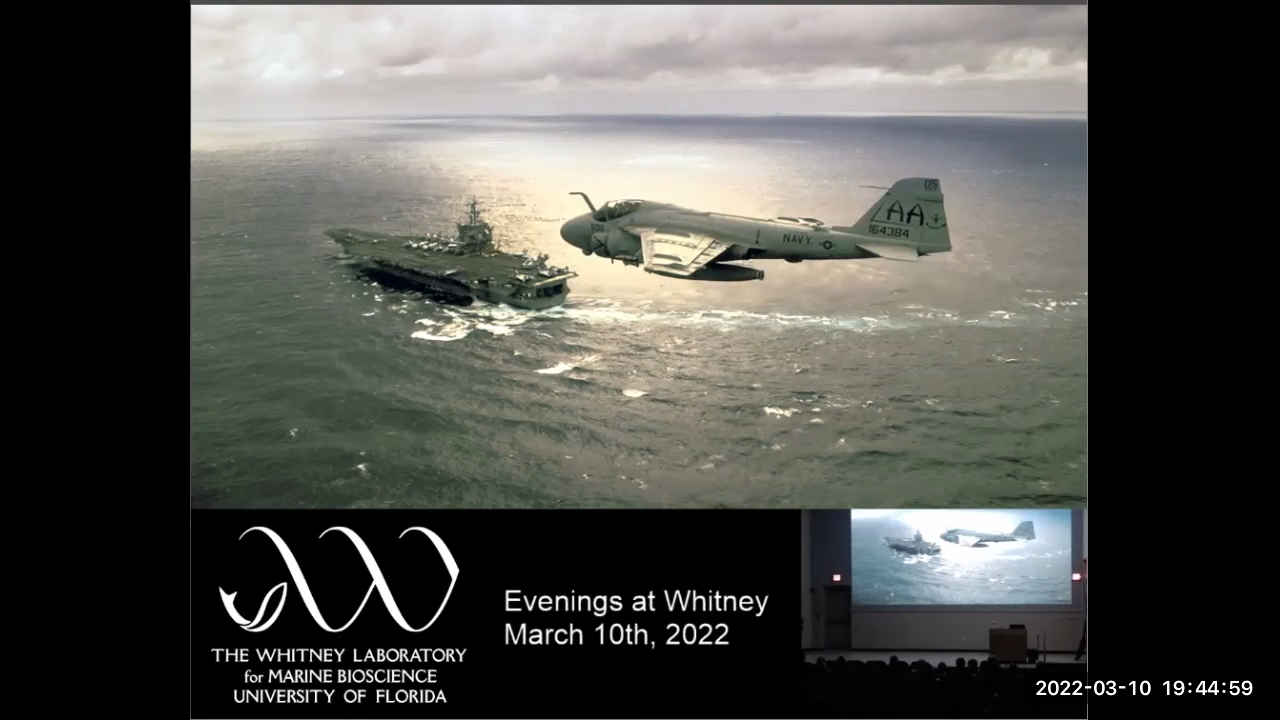 05
AA
164384
NAVY
505
THE WHITNEY LABORATORY
for MARINE BIOSCIENCE
UNIVERSITY OF FLORIDA
Evenings at Whitney
March 10th, 2022
2022-03-10 19:44:59